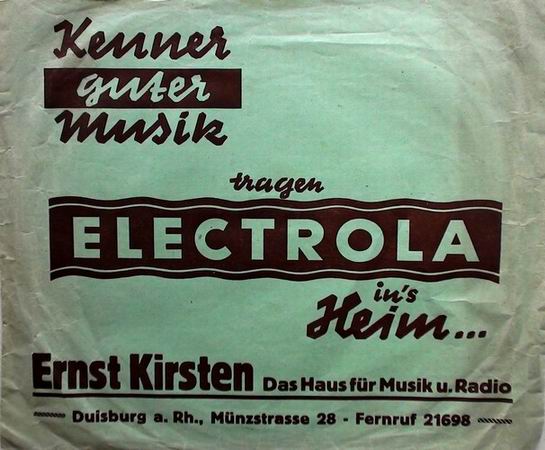 Kenner
guter
Musik
tragen
ELECTROLA
in's
Heim...
Ernst Kirsten Das Haus für Musik u. Radio
Duisburg a. Rh., Münzstrasse 28 - Fernruf 21698